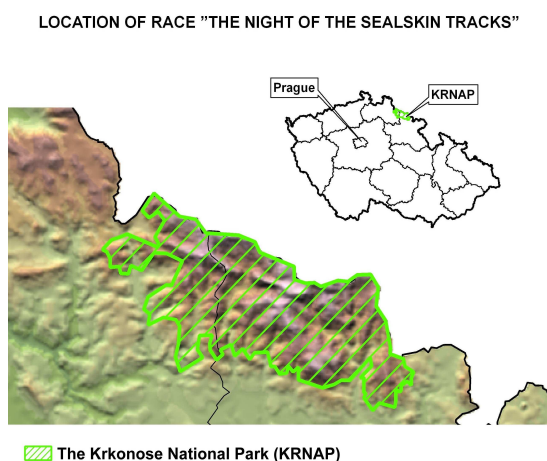 LOCATION OF RACE ”THE NIGHT OF THE SEALSKIN TRACKS”
Prague
KRNAP
The Krkonose National Park (KRNAP)